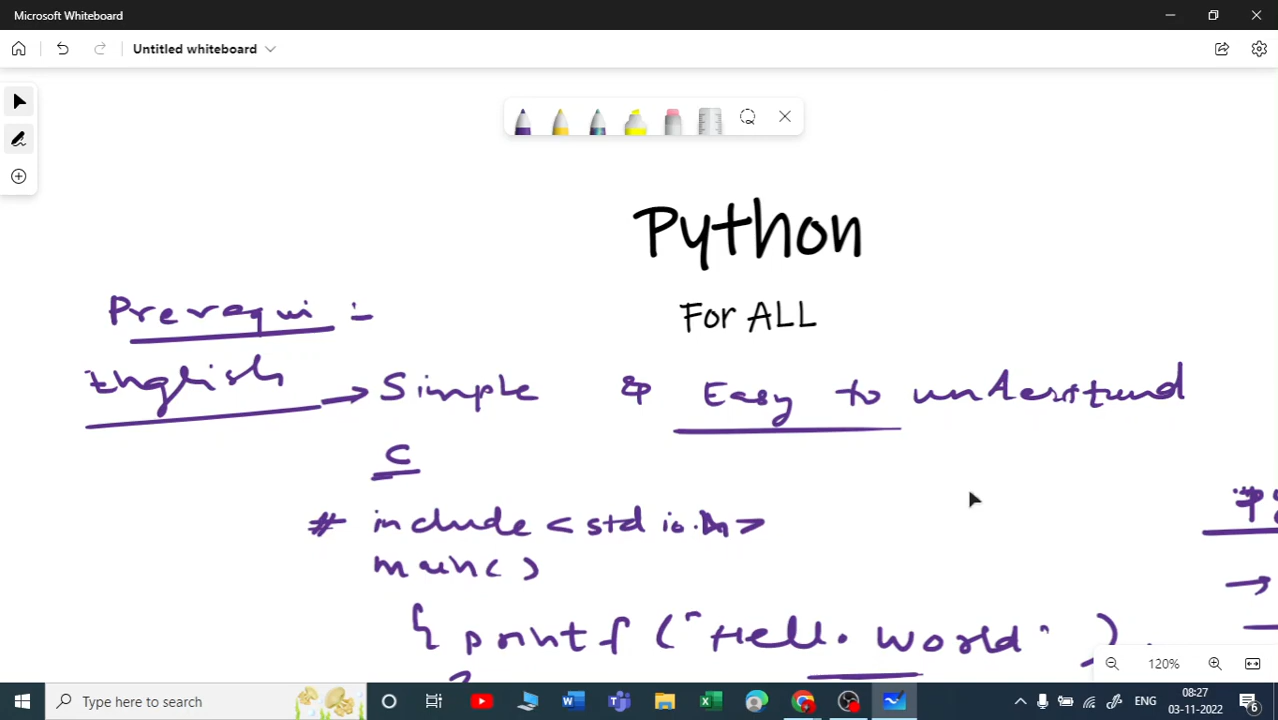 Microsoft Whiteboard
Untitled whiteboard
Python
For ALL
Prerequi :-
English → Simple & Easy to understand
C
# include < stdio.h >
main()
{ printf ("Hello World" )
→
120%
Type here to search
ENG
08:27
03-11-2022
6